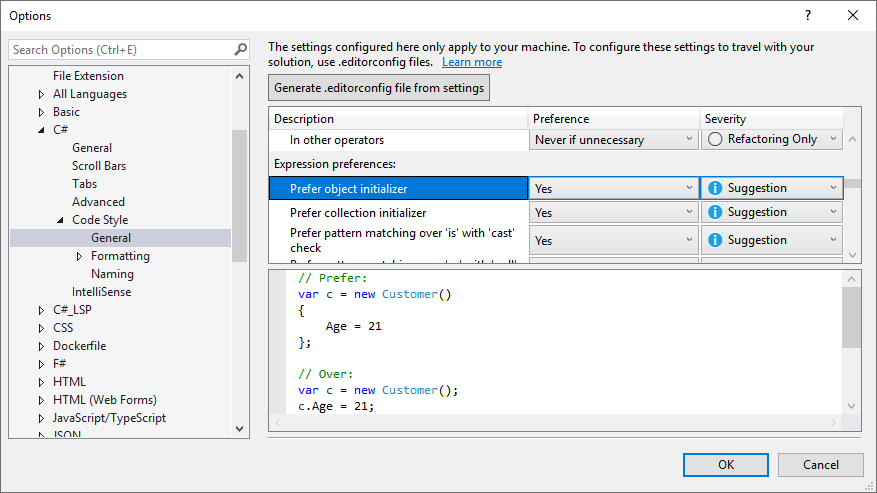 Options
?
Search Options (Ctrl+E)
File Extension
All Languages
Basic
C#
General
Scroll Bars
Tabs
Advanced
Code Style
General
Formatting
Naming
IntelliSense
C#_LSP
CSS
Dockerfile
F#
HTML
HTML (Web Forms)
JavaScript/TypeScript
JSON
The settings configured here only apply to your machine. To configure these settings to travel with your
solution, use .editorconfig files. Learn more
Generate .editorconfig file from settings
Description Preference Severity
In other operators Never if unnecessary Refactoring Only
Expression preferences:
Prefer object initializer Yes Suggestion
Prefer collection initializer Yes Suggestion
Prefer pattern matching over 'is' with 'cast'
check Yes Suggestion
// Prefer:
var c = new Customer()
{
Age = 21
};
// Over:
var c = new Customer();
c.Age = 21;
OK
Cancel